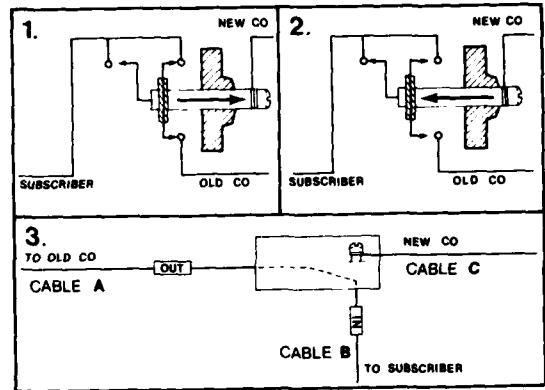 1.
NEW CO
SUBSCRIBER
OLD CO
2.
NEW CO
SUBSCRIBER
OLD CO
3.
TO OLD CO
OUT
CABLE A
NEW CO
CABLE C
IN
CABLE B
TO SUBSCRIBER